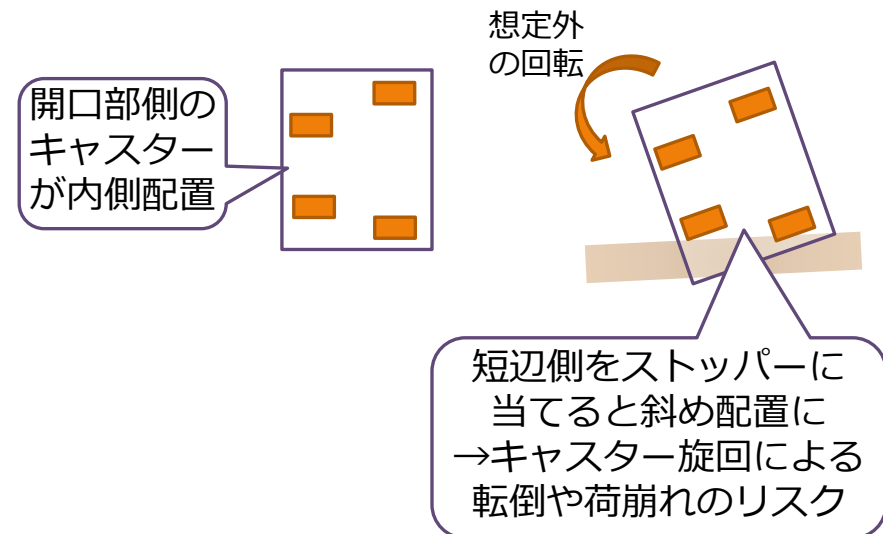 想定外
の回転
開口部側の
キャスター
が内側配置
短辺側をストッパーに
当てると斜め配置に
→キャスター旋回による
転倒や荷崩れのリスク